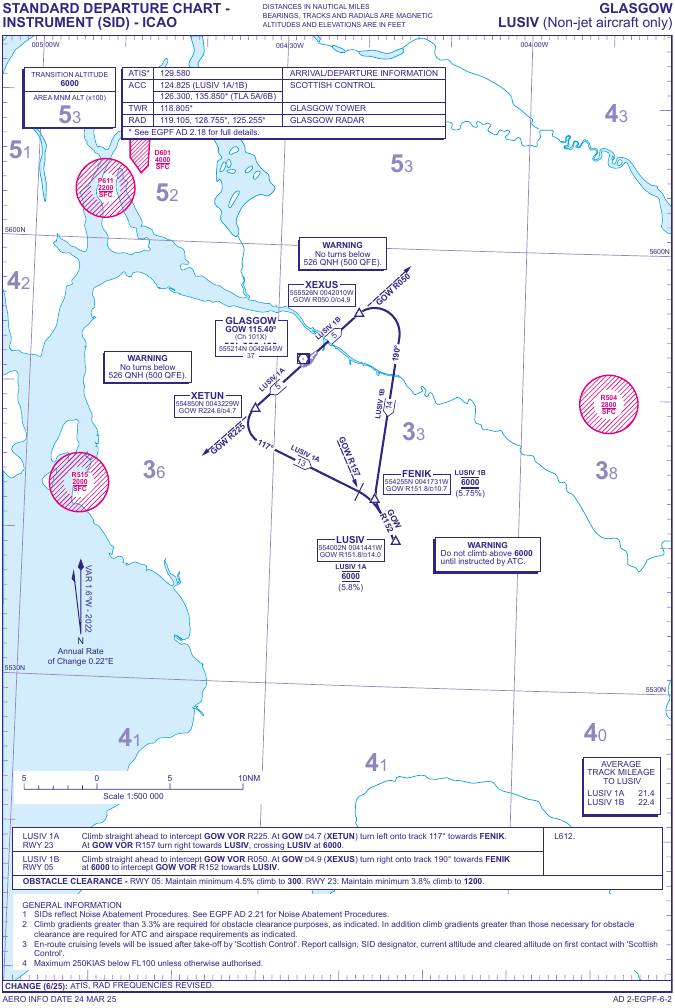 STANDARD DEPARTURE CHART -
INSTRUMENT (SID) - ICAO
DISTANCES IN NAUTICAL MILES
BEARINGS, TRACKS AND RADIALS ARE MAGNETIC
ALTITUDES AND ELEVATIONS ARE IN FEET
GLASGOW
LUSIV (Non-jet aircraft only)
005 00W
004 30W
004 00W
TRANSITION ALTITUDE
6000
AREA MNM ALT (x100)
53
ATIS* 129.580 ARRIVAL/DEPARTURE INFORMATION
ACC 124.825 (LUSIV 1A/1B) SCOTTISH CONTROL
126.300, 135.850* (TLA 5A/6B)
TWR 118.805* GLASGOW TOWER
RAD 119.105, 128.755*, 125.255* GLASGOW RADAR
* See EGPF AD 2.18 for full details.
43
51
D601
4000
SFC
53
P611
2200
SFC
52
5600N
5600N
WARNING
No turns below
526 QNH (500 QFE).
42
XEXUS
555526N 0042010W
GOW R050.0/D4.9
GOW R050
GLASGOW
GOW 115.40°
(Ch 101X)
555214N 0042645W
37
LUSIV 1B
5
190°
WARNING
No turns below
526 QNH (500 QFE).
LUSIV 1A
5
XETUN
554850N 0043229W
GOW R224.6/D4.7
GOW R225
LUSIV 1B
14
R504
2800
SFC
117°
LUSIV 1A
13
GOW R157
33
36
38
R515
2000
SFC
FENIK
554255N 0041731W
GOW R151.8/D10.7
LUSIV 1B
6000
(5.75%)
GOW
R152
LUSIV
554002N 0041441W
GOW R151.8/D14.0
LUSIV 1A
6000
(5.8%)
WARNING
Do not climb above 6000
until instructed by ATC.
VAR 1.6°W - 2022
N
Annual Rate
of Change 0.22°E
5530N
5530N
41
40
41
AVERAGE
TRACK MILEAGE
TO LUSIV
LUSIV 1A 21.4
LUSIV 1B 22.4
5 0 5 10NM
Scale 1:500 000
LUSIV 1A Climb straight ahead to intercept GOW VOR R225. At GOW D4.7 (XETUN) turn left onto track 117° towards FENIK.
RWY 23 At GOW VOR R157 turn right towards LUSIV, crossing LUSIV at 6000.
L612.
LUSIV 1B Climb straight ahead to intercept GOW VOR R050. At GOW D4.9 (XEXUS) turn right onto track 190° towards FENIK
RWY 05 at 6000 to intercept GOW VOR R152 towards LUSIV.
OBSTACLE CLEARANCE - RWY 05: Maintain minimum 4.5% climb to 300. RWY 23: Maintain minimum 3.8% climb to 1200.
GENERAL INFORMATION
1 SIDs reflect Noise Abatement Procedures. See EGPF AD 2.21 for Noise Abatement Procedures.
2 Climb gradients greater than 3.3% are required for obstacle clearance purposes, as indicated. In addition climb gradients greater than those necessary for obstacle
clearance are required for ATC and airspace requirements as indicated.
3 En-route cruising levels will be issued after take-off by 'Scottish Control'. Report callsign, SID designator, current altitude and cleared altitude on first contact with 'Scottish
Control'.
4 Maximum 250KIAS below FL100 unless otherwise authorised.
CHANGE (6/25): ATIS, RAD FREQUENCIES REVISED.
AERO INFO DATE 24 MAR 25
AD 2-EGPF-6-2